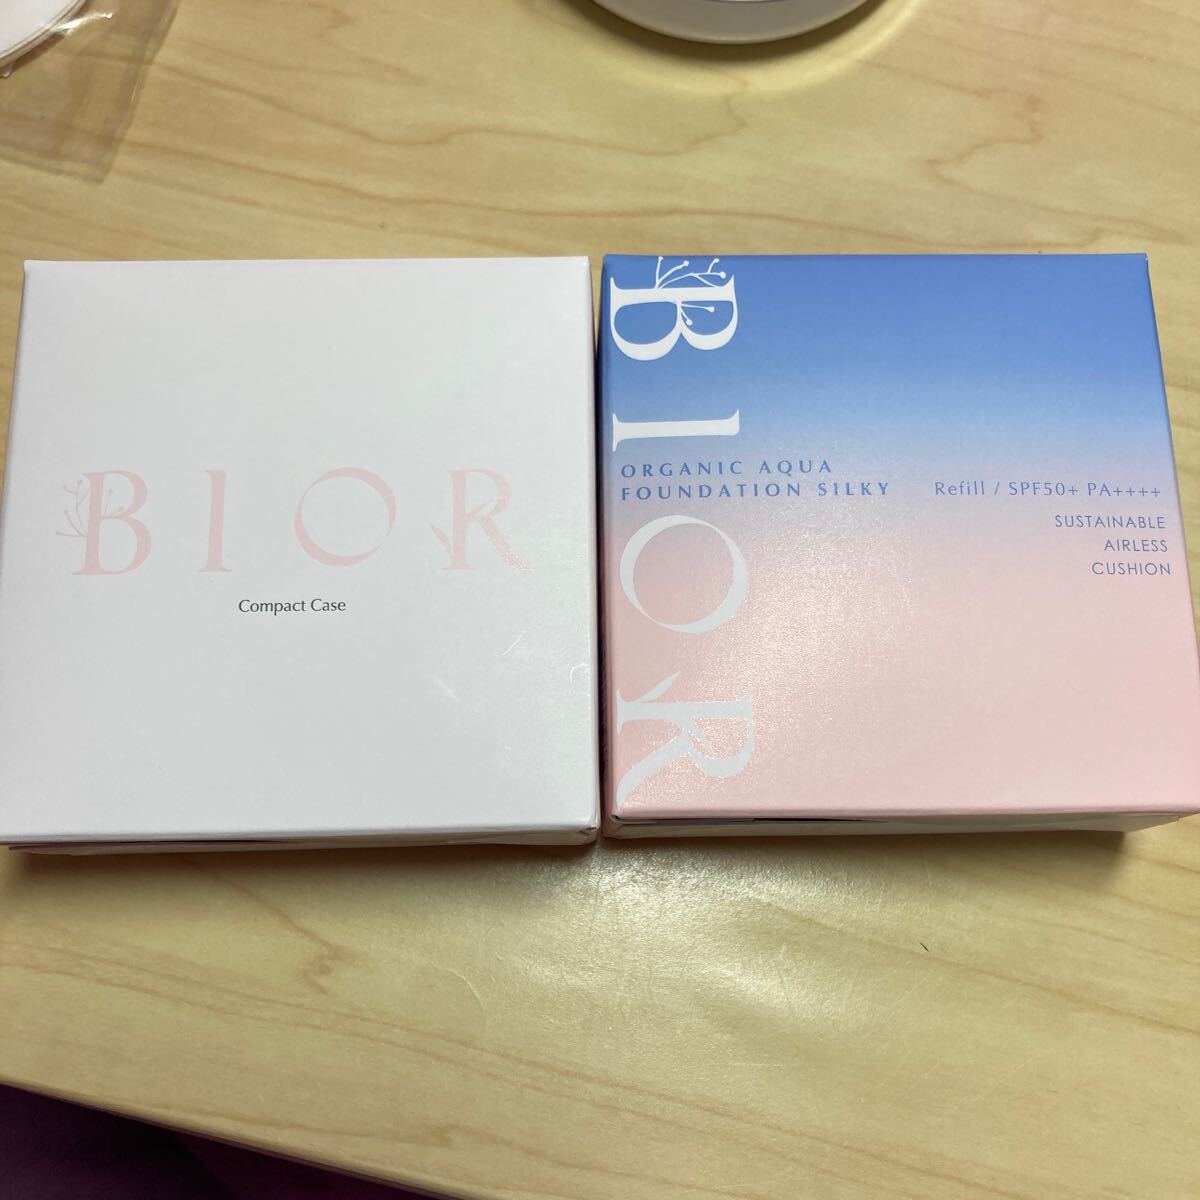 BIOR
Compact Case
BIOR
ORGANIC AQUA
FOUNDATION SILKY
Refill / SPF50+ PA++++
SUSTAINABLE
AIRLESS
CUSHION